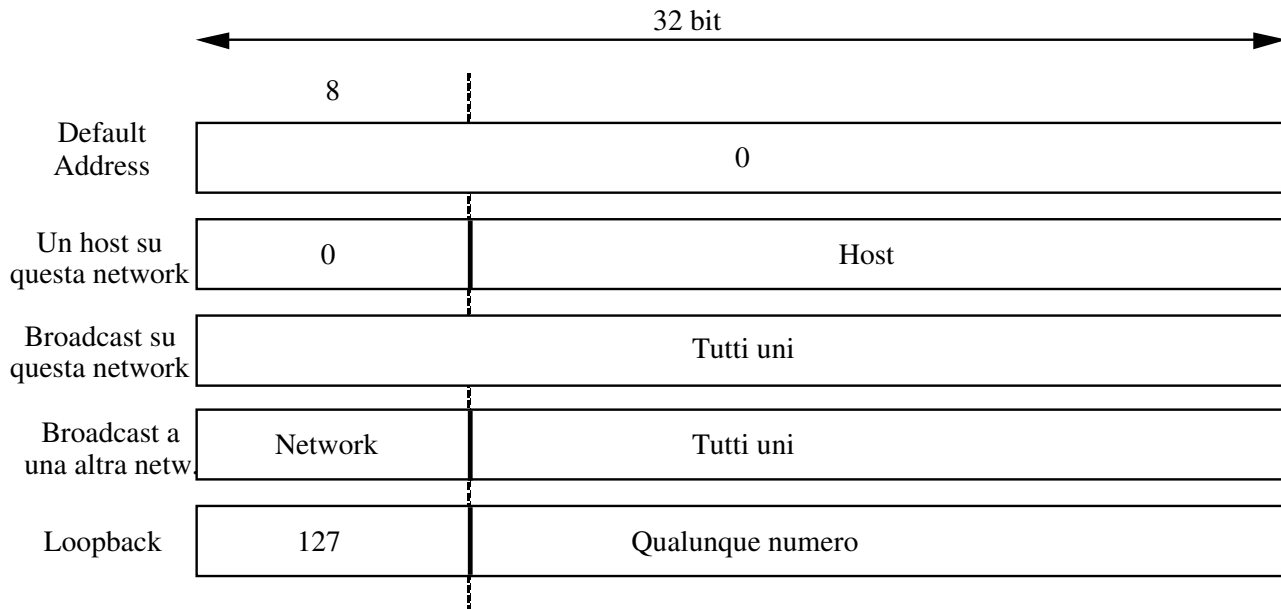 32 bit
8
Default
Address
0
Un host su
questa network
0
Host
Broadcast su
questa network
Tutti uni
Broadcast a
una altra netw.
Network
Tutti uni
Loopback
127
Qualunque numero